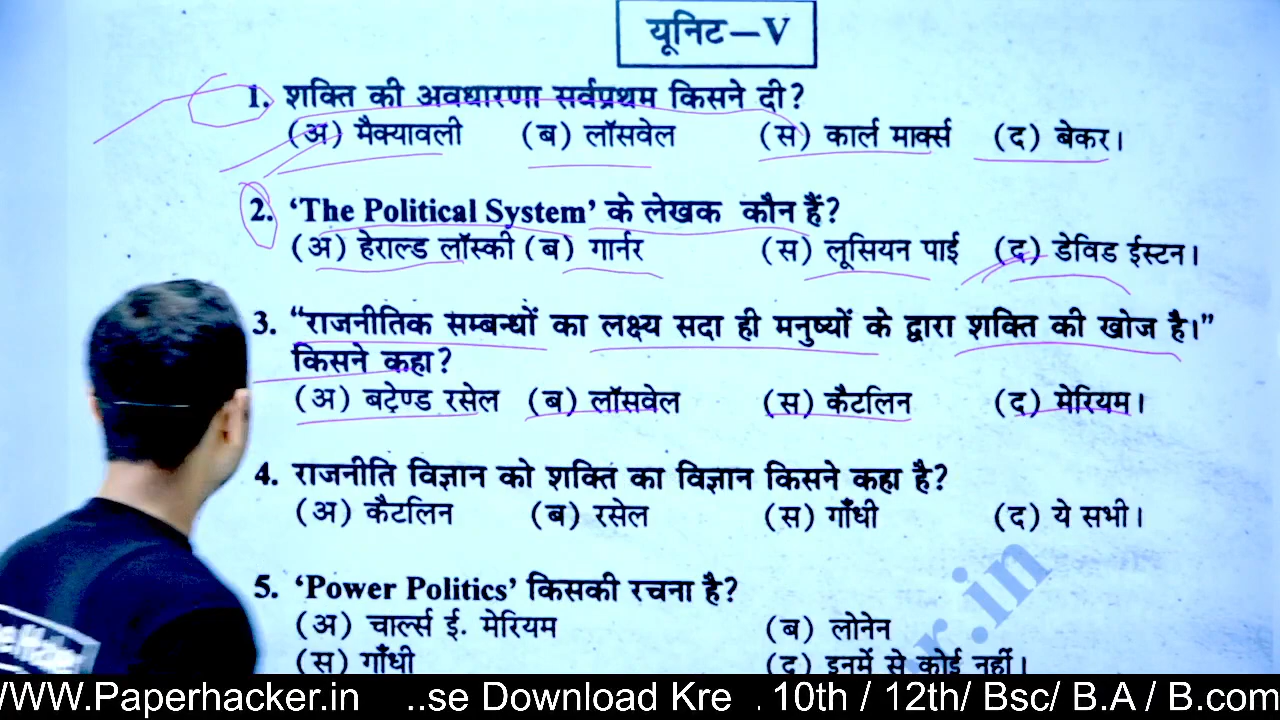 यूनिट—V
1. शक्ति की अवधारणा सर्वप्रथम किसने दी?
(अ) मैक्यावली (ब) लॉसवेल (स) कार्ल मार्क्स (द) बेकर।
2. ‘The Political System’ के लेखक कौन हैं?
(अ) हेराल्ड लॉस्की (ब) गार्नर (स) लूसियन पाई (द) डेविड ईस्टन।
3. “राजनीतिक सम्बन्धों का लक्ष्य सदा ही मनुष्यों के द्वारा शक्ति की खोज है।”
किसने कहा?
(अ) बट्रेण्ड रसेल (ब) लॉसवेल (स) कैटलिन (द) मेरियम।
4. राजनीति विज्ञान को शक्ति का विज्ञान किसने कहा है?
(अ) कैटलिन (ब) रसेल (स) गाँधी (द) ये सभी।
5. ‘Power Politics’ किसकी रचना है?
(अ) चार्ल्स ई. मेरियम (ब) लोनेन
(स) गाँधी (द) इनमें से कोई नहीं।
r.in
/WWW.Paperhacker.in ..se Download Kre . 10th / 12th/ Bsc/ B.A / B.com